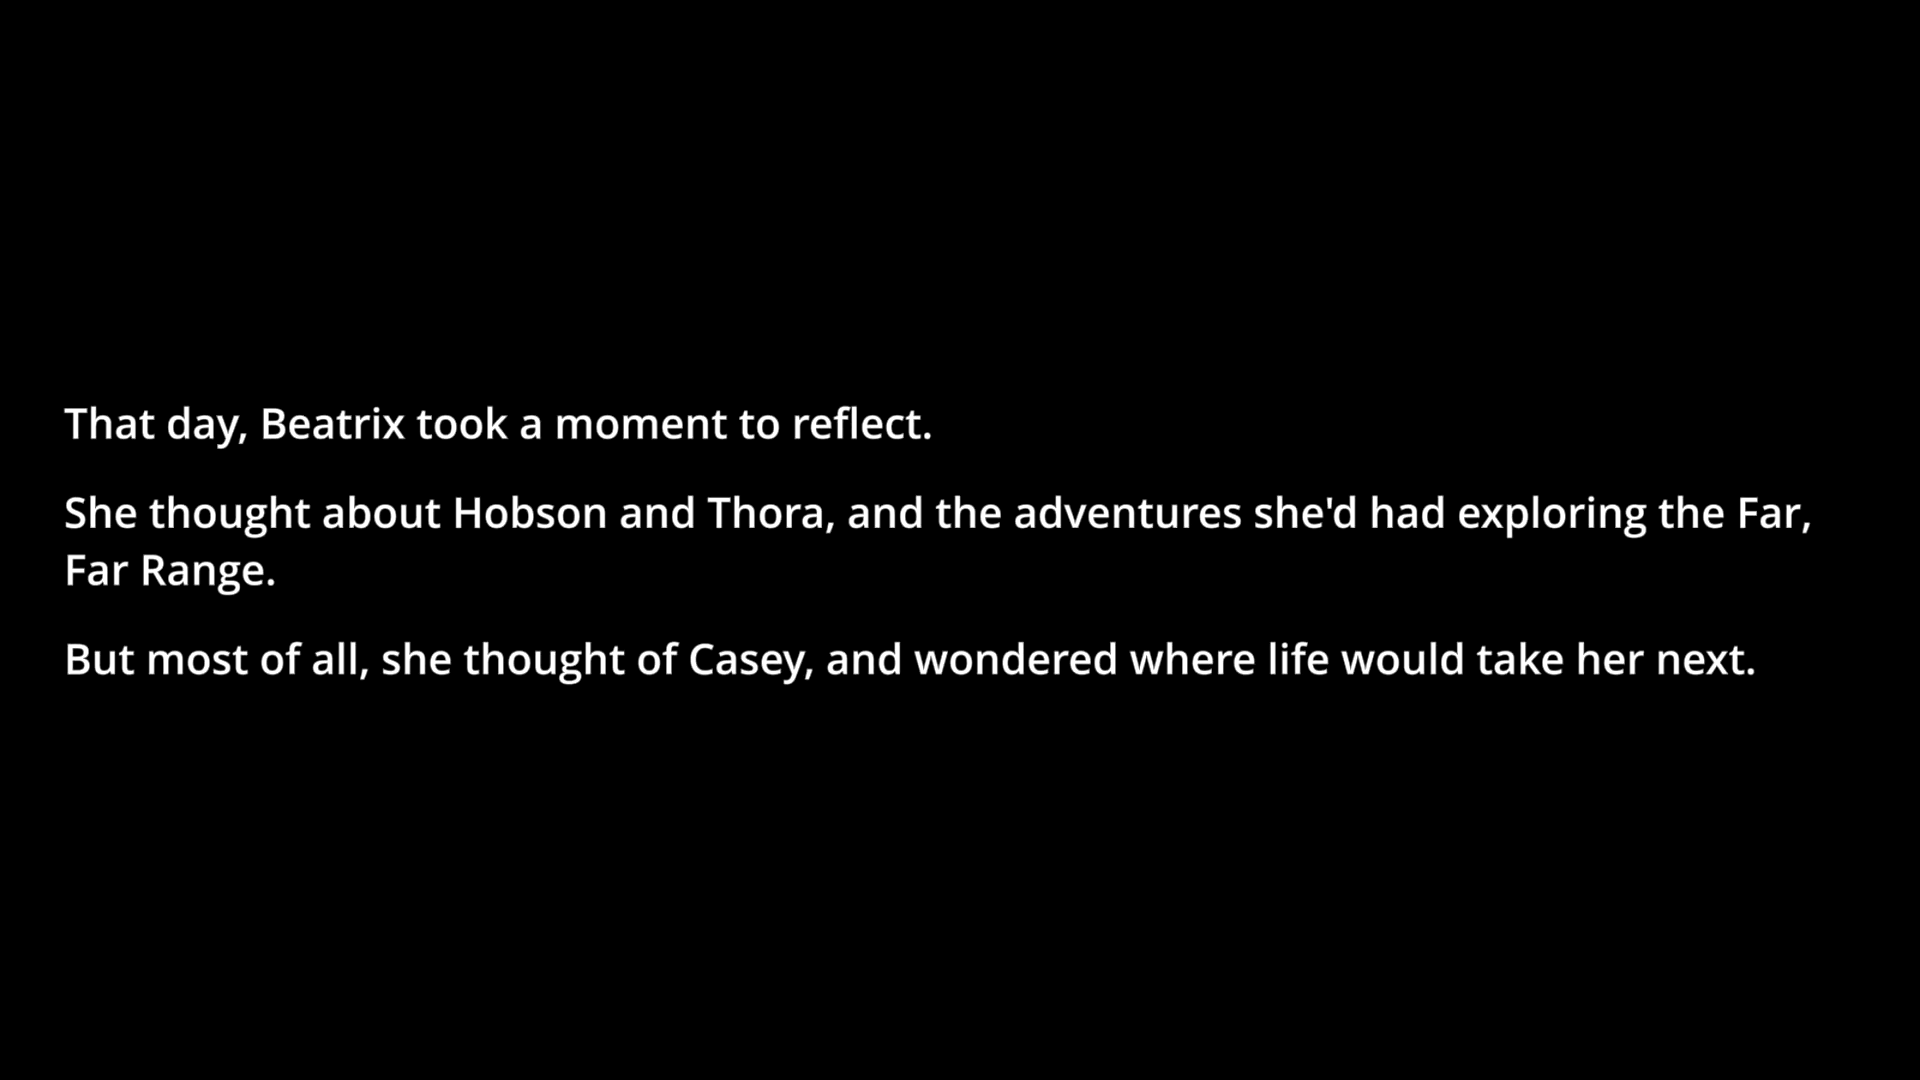 That day, Beatrix took a moment to reflect.
She thought about Hobson and Thora, and the adventures she'd had exploring the Far,
Far Range.
But most of all, she thought of Casey, and wondered where life would take her next.